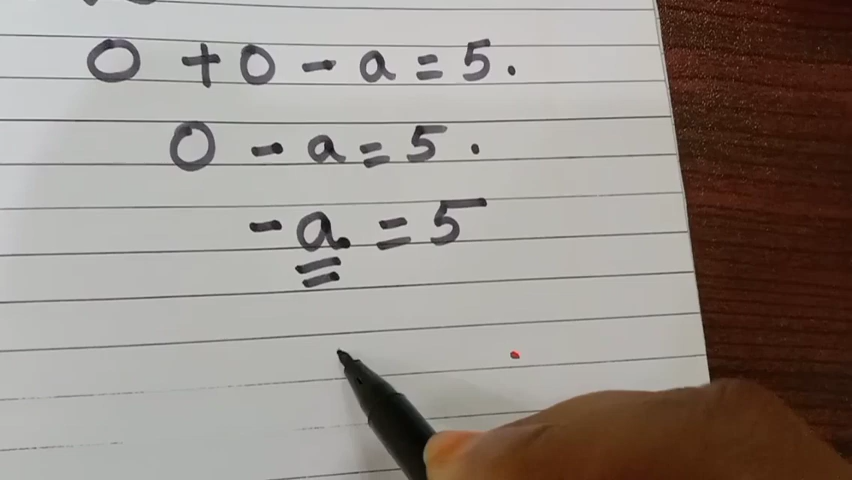 0 + 0 - a = 5.
0 - a = 5.
- a = 5